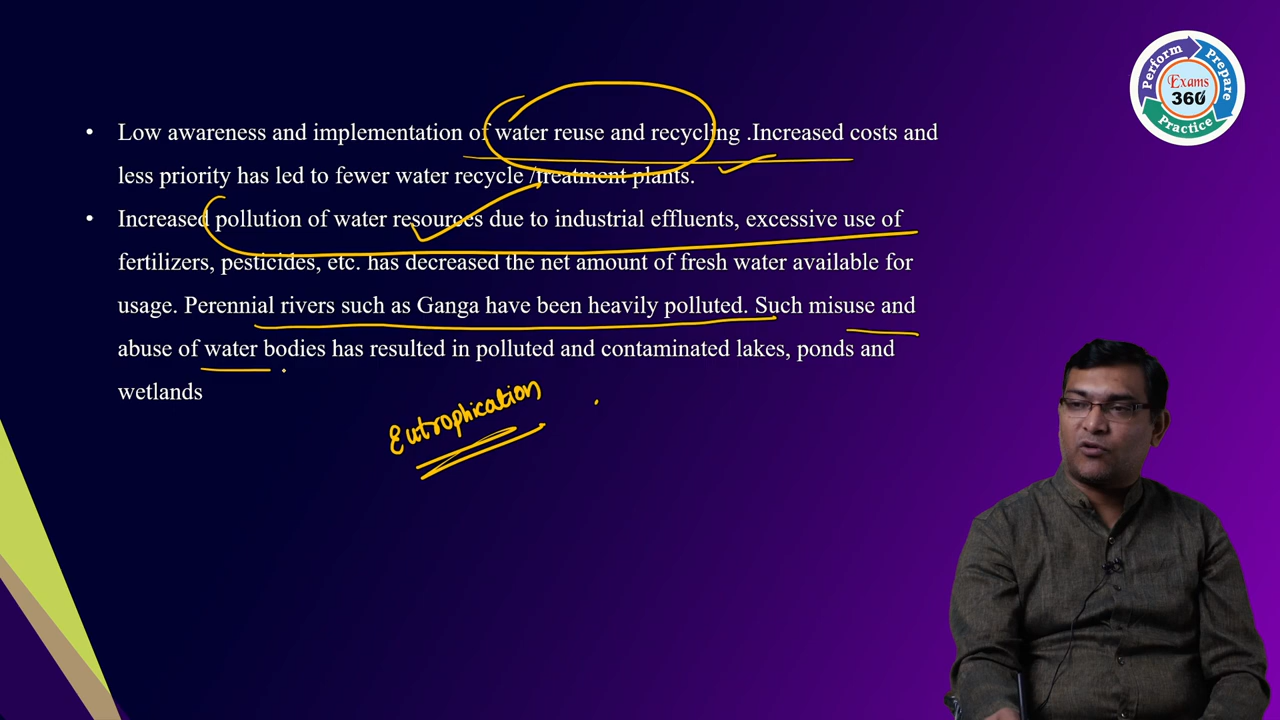 Perform
Prepare
Exams
360
Practice
• Low awareness and implementation of water reuse and recycling .Increased costs and
less priority has led to fewer water recycle /treatment plants.
• Increased pollution of water resources due to industrial effluents, excessive use of
fertilizers, pesticides, etc. has decreased the net amount of fresh water available for
usage. Perennial rivers such as Ganga have been heavily polluted. Such misuse and
abuse of water bodies has resulted in polluted and contaminated lakes, ponds and
wetlands
Eutrophication